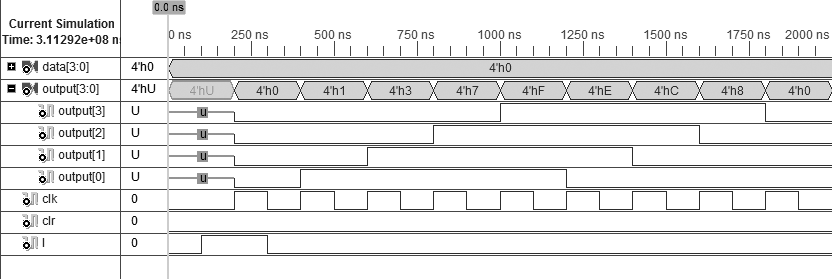 0.0 ns
Current Simulation
Time: 3.11292e+08 n
0 ns 250 ns 500 ns 750 ns 1000 ns 1250 ns 1500 ns 1750 ns 2000 ns
data[3:0] 4'h0 4'h0
output[3:0] 4'hU 4'hU 4'h0 4'h1 4'h3 4'h7 4'hF 4'hE 4'hC 4'h8 4'h0
output[3] U u
output[2] U u
output[1] U u
output[0] U u
clk 0
clr 0
l 0